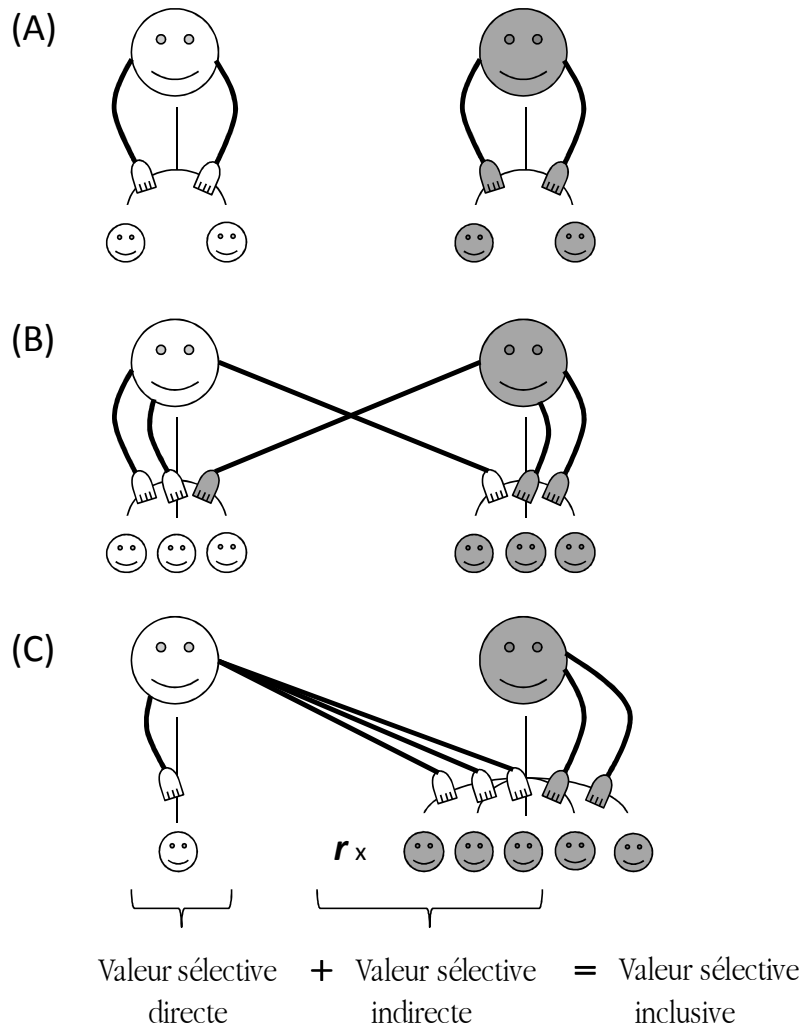 (A)
(B)
(C)
r x
Valeur sélective + Valeur sélective = Valeur sélective
directe indirecte inclusive